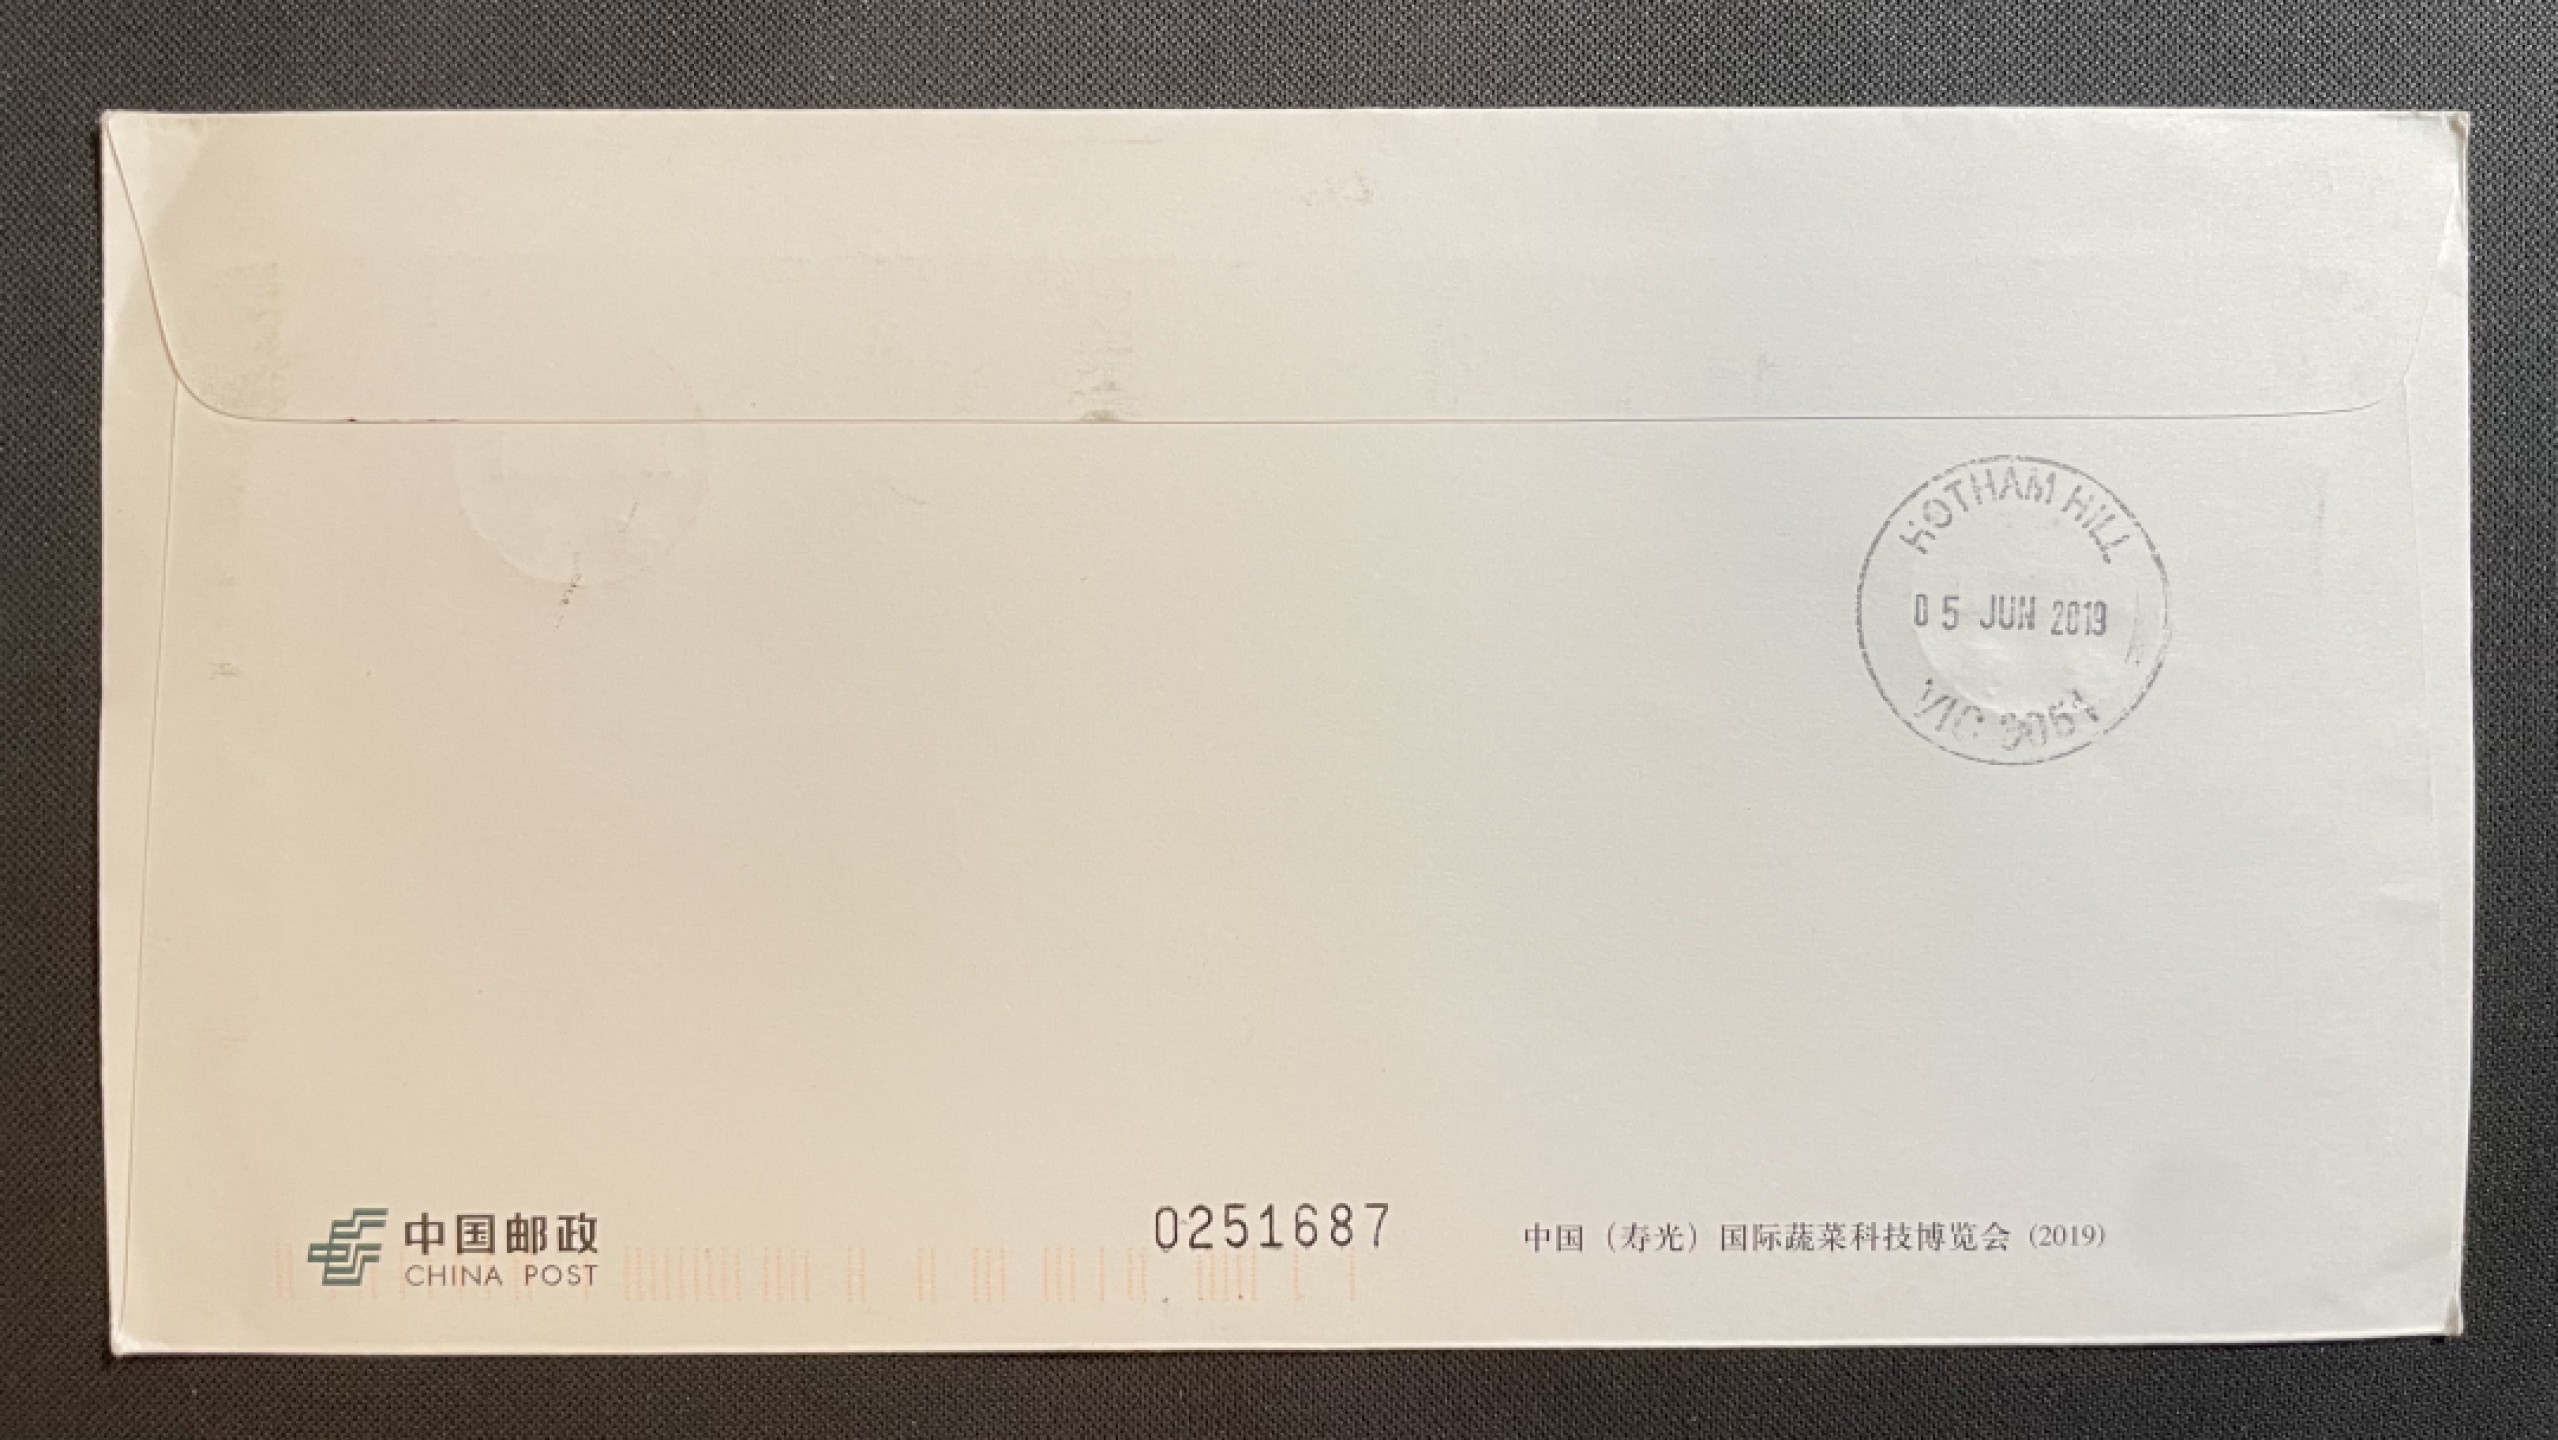 HOTHAM HILL
05 JUN 2019
VIC 3051
中国邮政
CHINA POST
0251687
中国（寿光）国际蔬菜科技博览会 (2019)